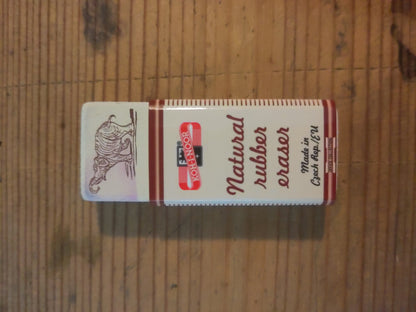 KOH-I-NOOR
Natural
rubber
eraser
Made in
Czech Rep./EU